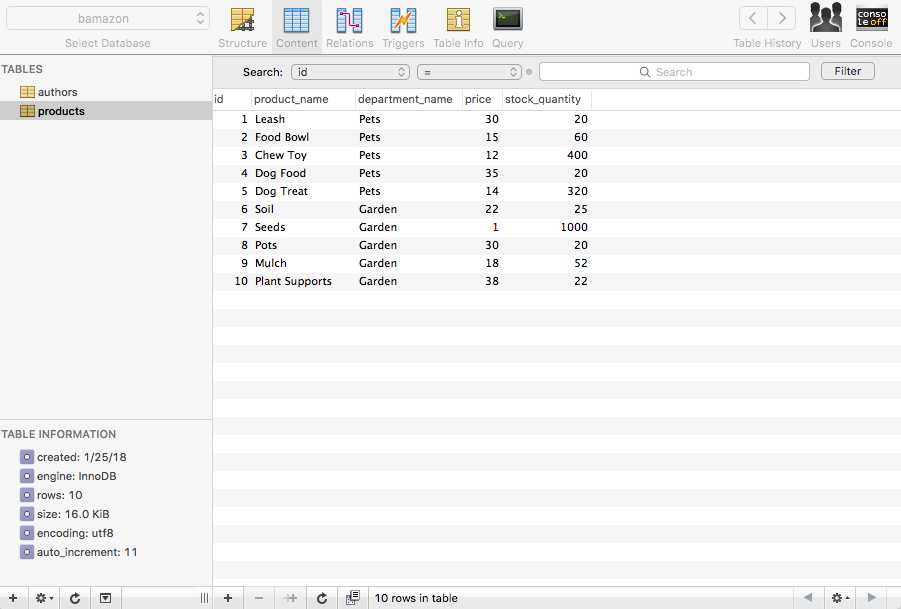 bamazon
Select Database
Structure Content Relations Triggers Table Info Query
Table History Users Console
console off
TABLES
authors
products
Search: id = Search Filter
id product_name department_name price stock_quantity
1 Leash Pets 30 20
2 Food Bowl Pets 15 60
3 Chew Toy Pets 12 400
4 Dog Food Pets 35 20
5 Dog Treat Pets 14 320
6 Soil Garden 22 25
7 Seeds Garden 1 1000
8 Pots Garden 30 20
9 Mulch Garden 18 52
10 Plant Supports Garden 38 22
TABLE INFORMATION
created: 1/25/18
engine: InnoDB
rows: 10
size: 16.0 KiB
encoding: utf8
auto_increment: 11
10 rows in table